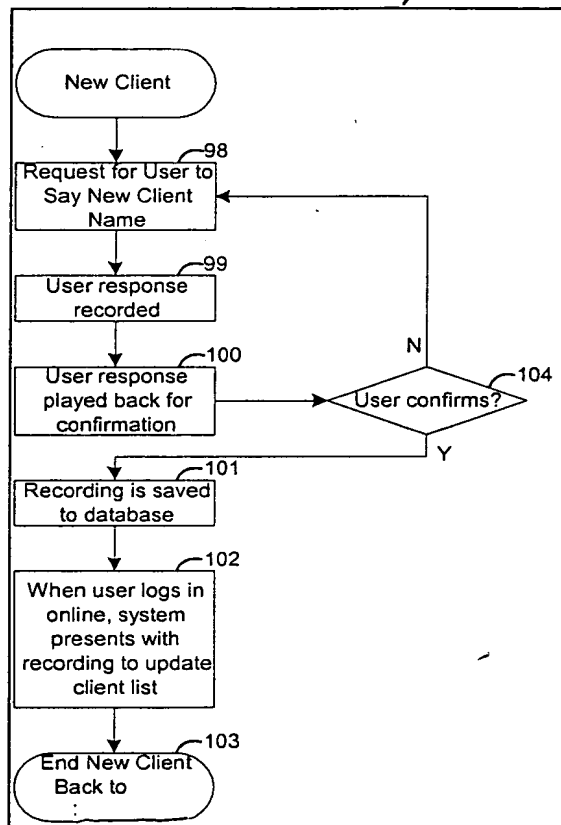 New Client
98
Request for User to
Say New Client
Name
99
User response
recorded
N
100
User response
played back for
confirmation
104
User confirms?
Y
101
Recording is saved
to database
102
When user logs in
online, system
presents with
recording to update
client list
103
End New Client
Back to
: